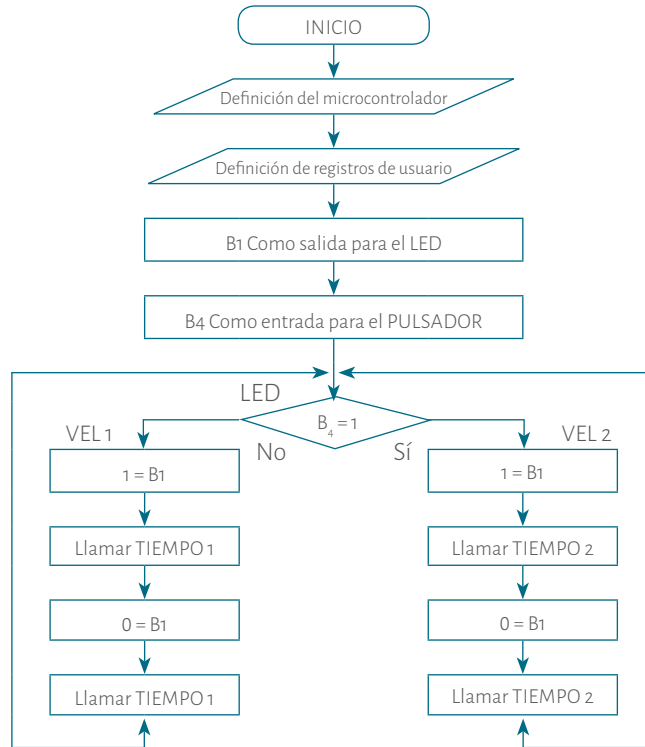 INICIO
Definición del microcontrolador
Definición de registros de usuario
B1 Como salida para el LED
B4 Como entrada para el PULSADOR
LED
B4 = 1
VEL 1
No
Sí
VEL 2
1 = B1
Llamar TIEMPO 1
0 = B1
Llamar TIEMPO 1
1 = B1
Llamar TIEMPO 2
0 = B1
Llamar TIEMPO 2